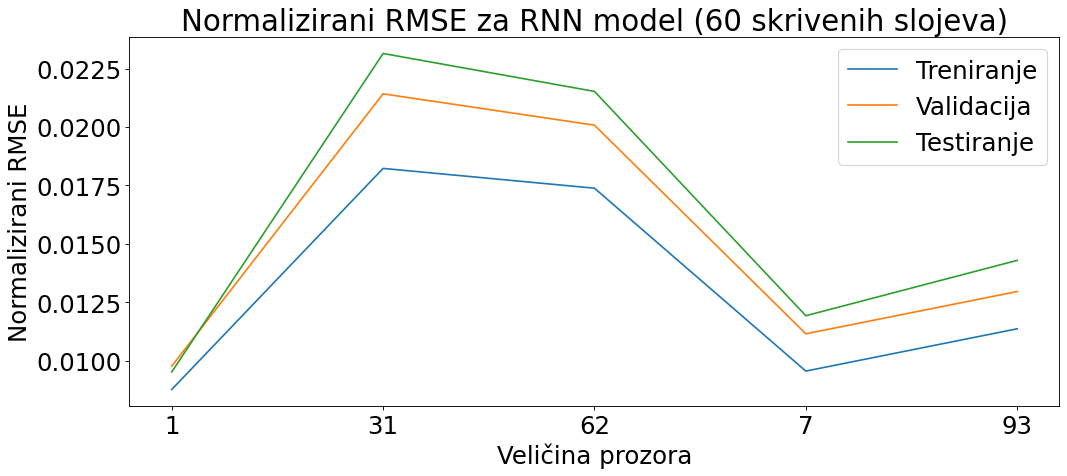 Normalizirani RMSE za RNN model (60 skrivenih slojeva)
Normalizirani RMSE
0.0225
0.0200
0.0175
0.0150
0.0125
0.0100
Treniranje
Validacija
Testiranje
1 31 62 7 93
Veličina prozora